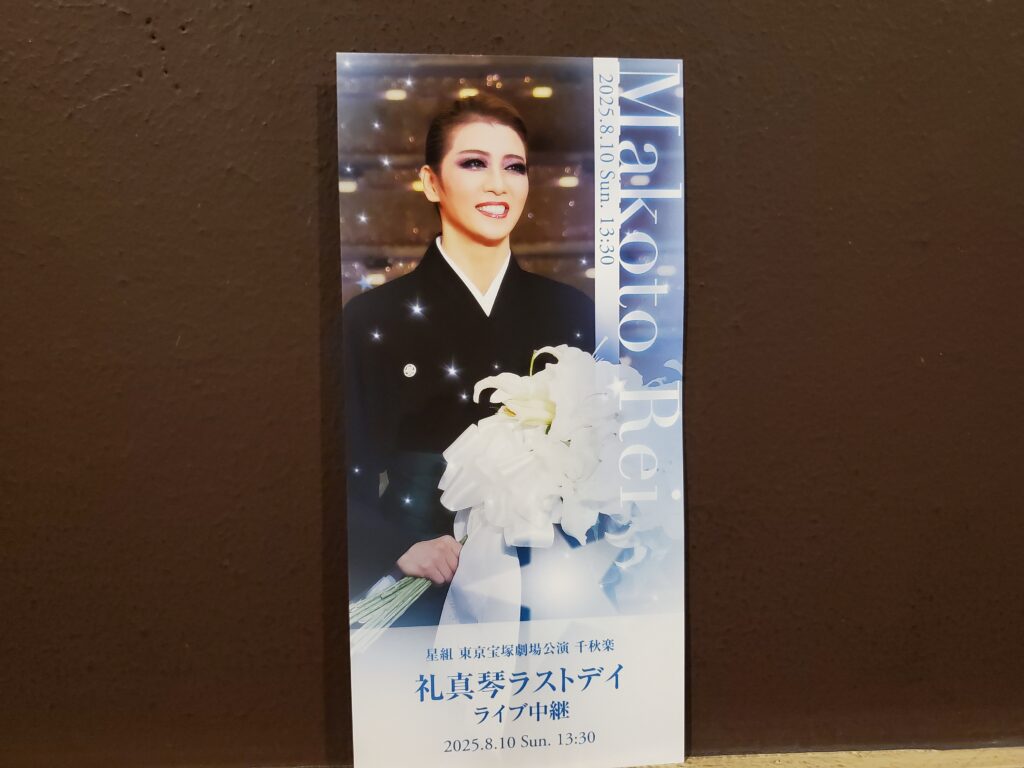 Makoto Rei
2025.8.10 Sun. 13:30
星組 東京宝塚劇場公演 千秋楽
礼真琴ラストデイ
ライブ中継
2025.8.10 Sun. 13:30